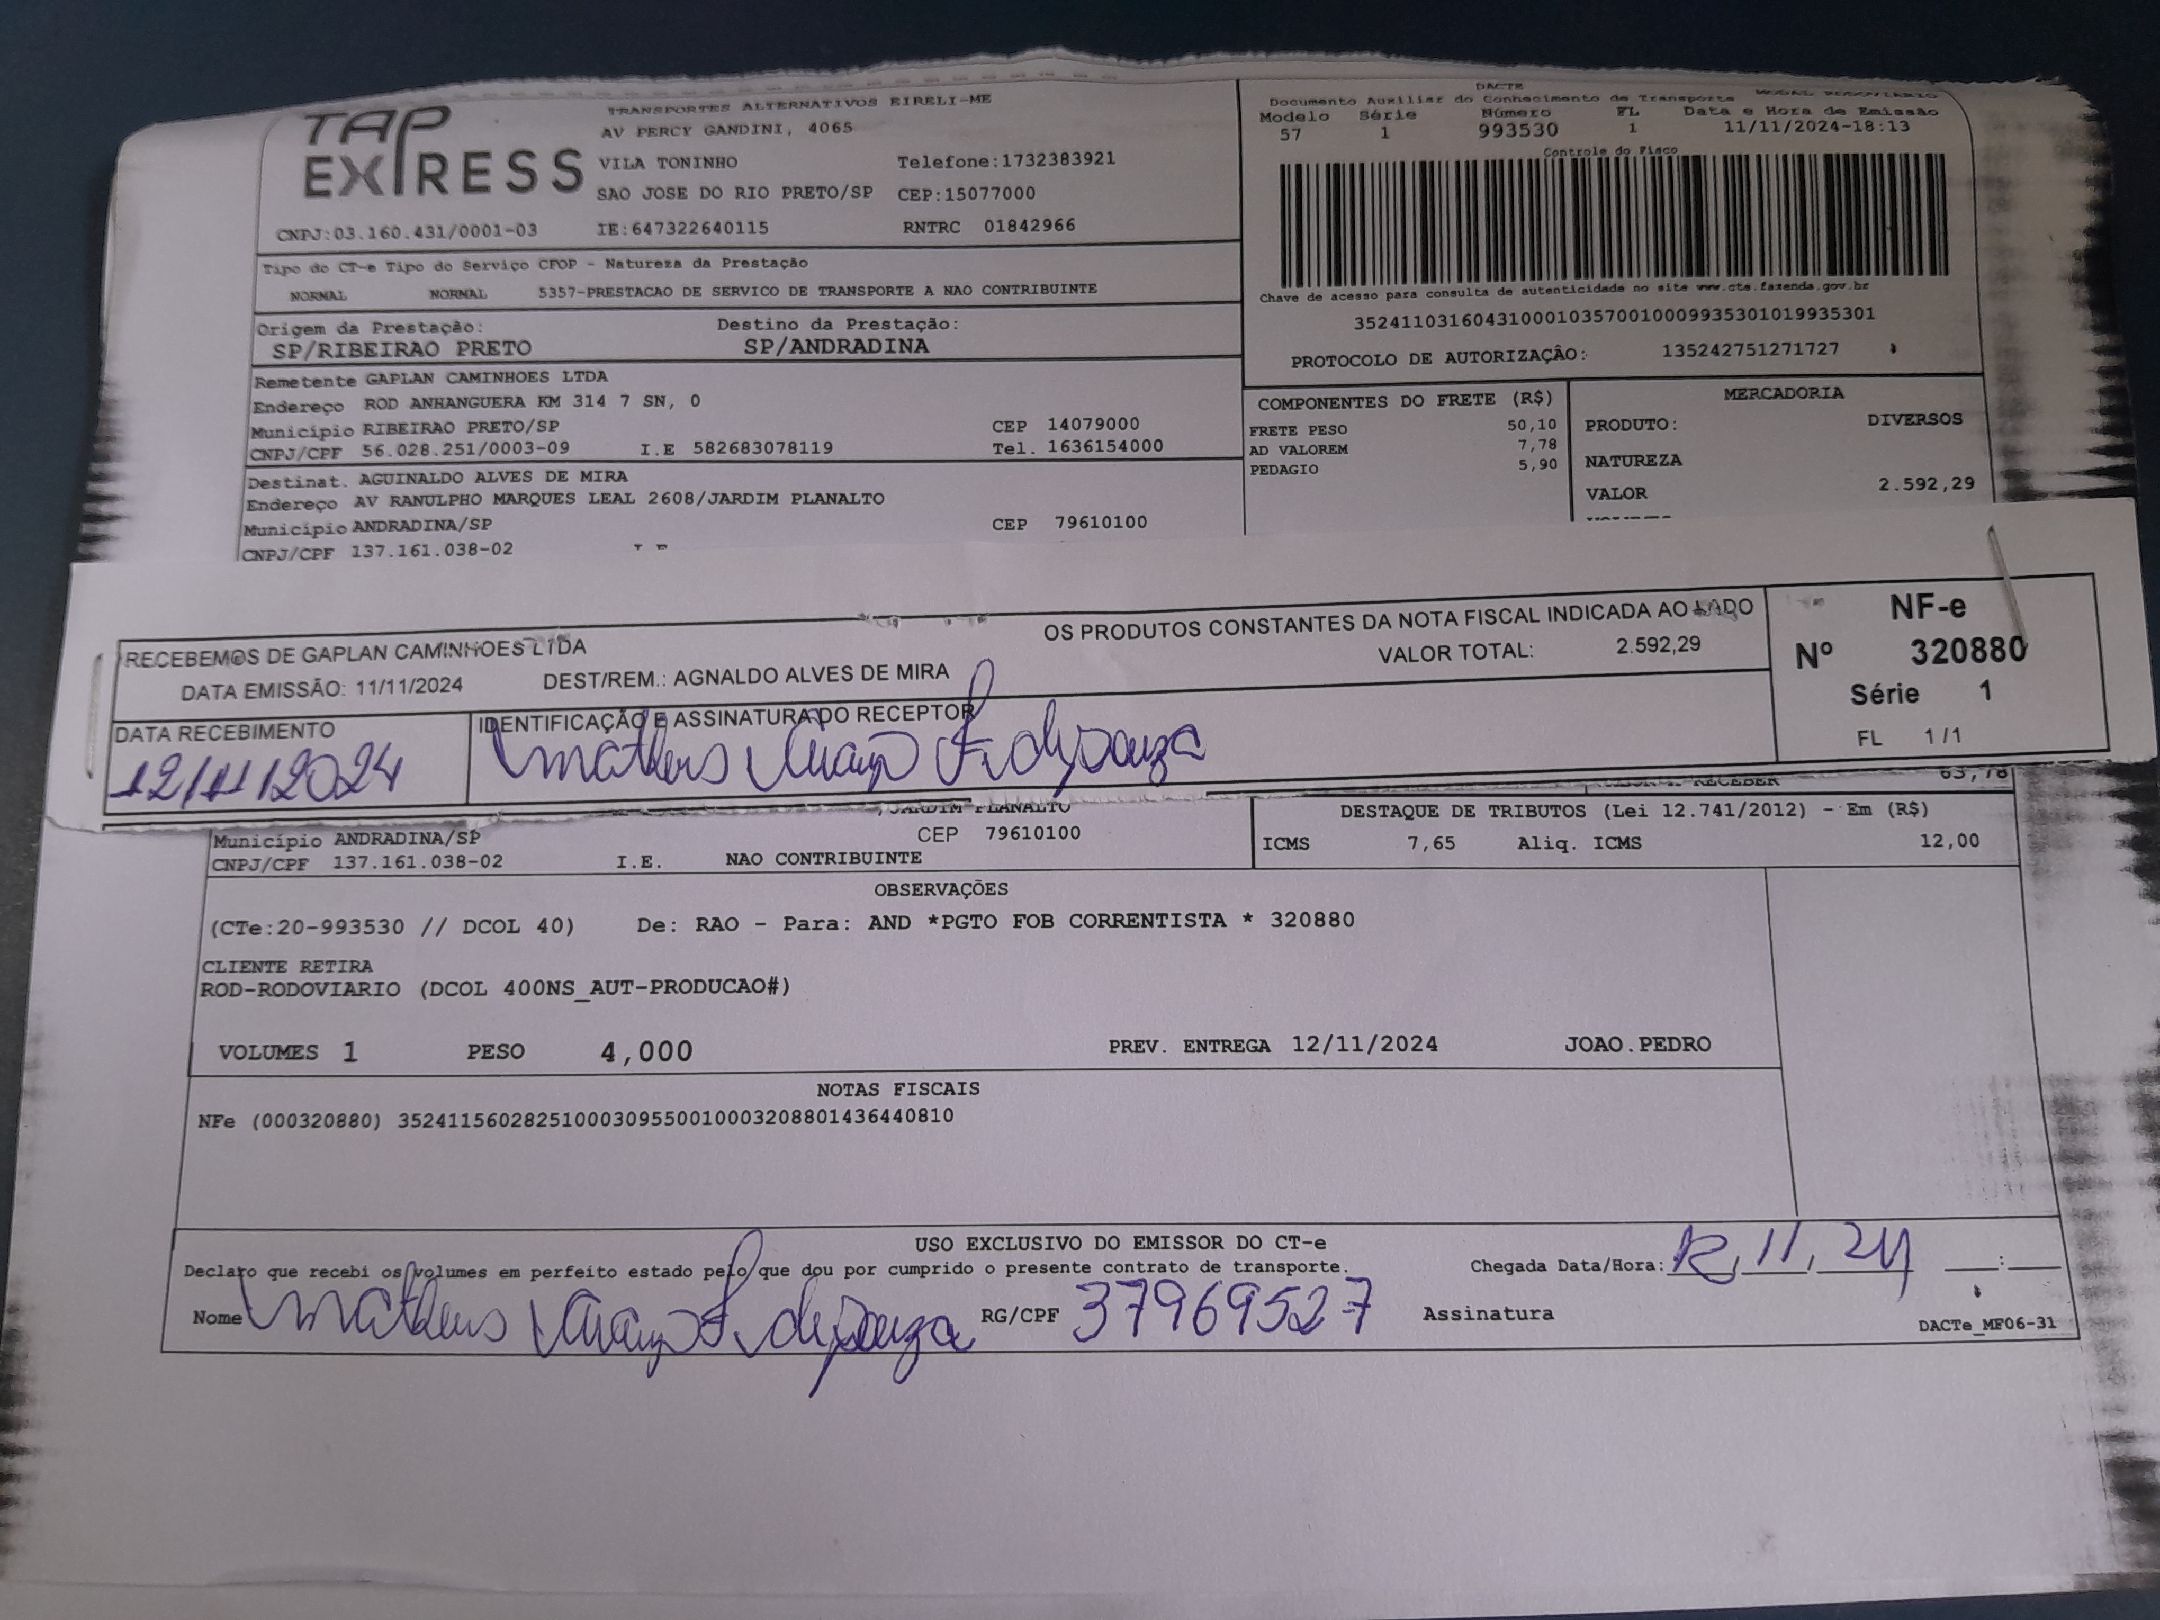 TAP EXPRESS
TRANSPORTES ALTERNATIVOS EIRELI-ME
AV PERCY GANDINI, 4065
VILA TONINHO Telefone:1732383921
SAO JOSE DO RIO PRETO/SP CEP:15077000
CNPJ:03.160.431/0001-03 IE:647322640115 RNTRC 01842966
DACTE
Documento Auxiliar do Conhecimento de Transporte MODAL RODOVIARIO
Modelo Série Número FL Data e Hora de Emissão
57 1 993530 1 11/11/2024-18:13
Controle do Fisco
Chave de acesso para consulta de autenticidade no site www.cte.fazenda.gov.br
35241103160431000103570010009935301019935301
PROTOCOLO DE AUTORIZAÇÃO: 135242751271727
Tipo do CT-e Tipo do Serviço CFOP - Natureza da Prestação
NORMAL NORMAL 5357-PRESTACAO DE SERVICO DE TRANSPORTE A NAO CONTRIBUINTE
Origem da Prestação: Destino da Prestação:
SP/RIBEIRAO PRETO SP/ANDRADINA
Remetente GAPLAN CAMINHOES LTDA
Endereço ROD ANHANGUERA KM 314 7 SN, 0
Município RIBEIRAO PRETO/SP CEP 14079000
CNPJ/CPF 56.028.251/0003-09 I.E 582683078119 Tel. 1636154000
Destinat. AGUINALDO ALVES DE MIRA
Endereço AV RANULPHO MARQUES LEAL 2608/JARDIM PLANALTO
Município ANDRADINA/SP CEP 79610100
CNPJ/CPF 137.161.038-02
COMPONENTES DO FRETE (R$)
FRETE PESO 50,10
AD VALOREM 7,78
PEDAGIO 5,90
MERCADORIA
PRODUTO: DIVERSOS
NATUREZA
VALOR 2.592,29
RECEBEMOS DE GAPLAN CAMINHOES LTDA OS PRODUTOS CONSTANTES DA NOTA FISCAL INDICADA AO LADO
DATA EMISSÃO: 11/11/2024 DEST/REM.: AGNALDO ALVES DE MIRA VALOR TOTAL: 2.592,29
DATA RECEBIMENTO IDENTIFICAÇÃO E ASSINATURA DO RECEPTOR
12/11/2024 Matheus F. de Souza
NF-e
Nº 320880
Série 1
FL 1/1
RECEBER 63,78
JARDIM PLANALTO
Município ANDRADINA/SP CEP 79610100
CNPJ/CPF 137.161.038-02 I.E. NAO CONTRIBUINTE
DESTAQUE DE TRIBUTOS (Lei 12.741/2012) - Em (R$)
ICMS 7,65 Aliq. ICMS 12,00
OBSERVAÇÕES
(CTe:20-993530 // DCOL 40) De: RAO - Para: AND *PGTO FOB CORRENTISTA * 320880
CLIENTE RETIRA
ROD-RODOVIARIO (DCOL 400NS_AUT-PRODUCAO#)
VOLUMES 1 PESO 4,000 PREV. ENTREGA 12/11/2024 JOAO.PEDRO
NOTAS FISCAIS
NFe (000320880) 35241156028251000309550010003208801436440810
USO EXCLUSIVO DO EMISSOR DO CT-e
Declaro que recebi os volumes em perfeito estado pelo que dou por cumprido o presente contrato de transporte. Chegada Data/Hora: 12, 11, 24 :
Nome Matheus F. de Souza RG/CPF 37969527 Assinatura
DACTe_MF06-31